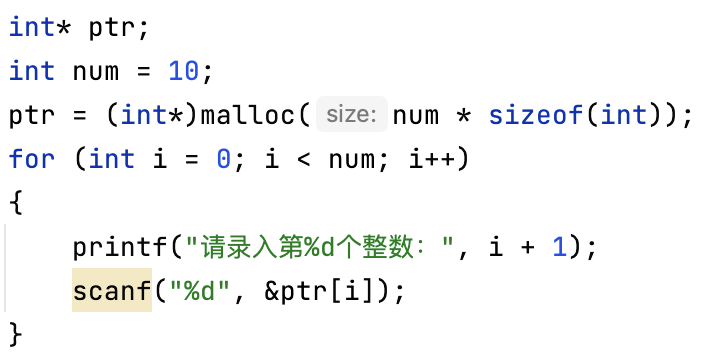 int* ptr;
int num = 10;
ptr = (int*)malloc( size: num * sizeof(int));
for (int i = 0; i < num; i++)
{
    printf("请录入第%d个整数：", i + 1);
    scanf("%d", &ptr[i]);
}